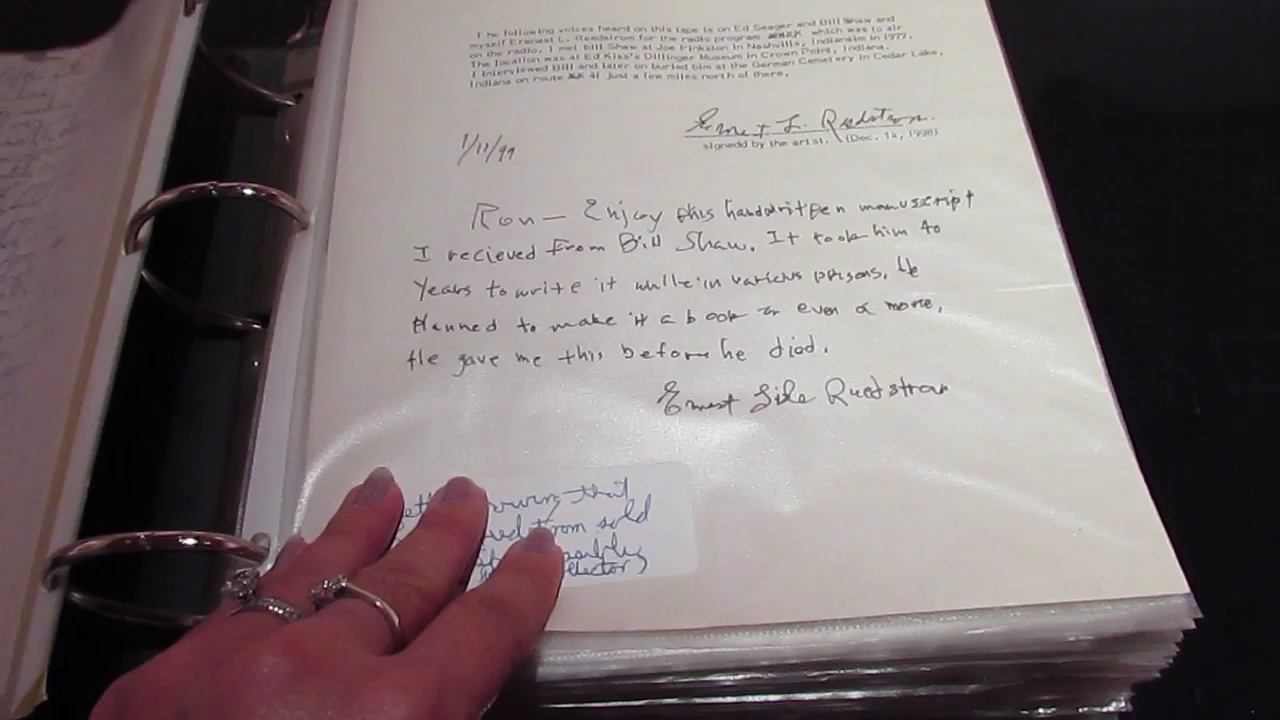 The following voices heard on this tape is on Ed Seager and Bill Shaw and
myself Ernest L. Reedstrom for the radio program which was to air
on the radio. I met Bill Shaw at Joe Pinkston in Nashvills, Indiana in 1977.
The location was at Ed Kiss's Dillinger Museum in Crown Point, Indiana.
I interviewed Bill and later on buried him at the German Cemetery in Cedar Lake,
Indiana on route 41 just a few miles north of there.
Ernest L. Reedstrom.
signedd by the artist. (Dec. 14, 1998)
1/11/99
Ron — Enjoy this handwritten manuscript
I recieved from Bill Shaw. It took him 40
Years to write it while in various prisons. He
planned to make it a book or even a movie,
He gave me this before he died.
Ernest Lisle Reedstrom
that
sold